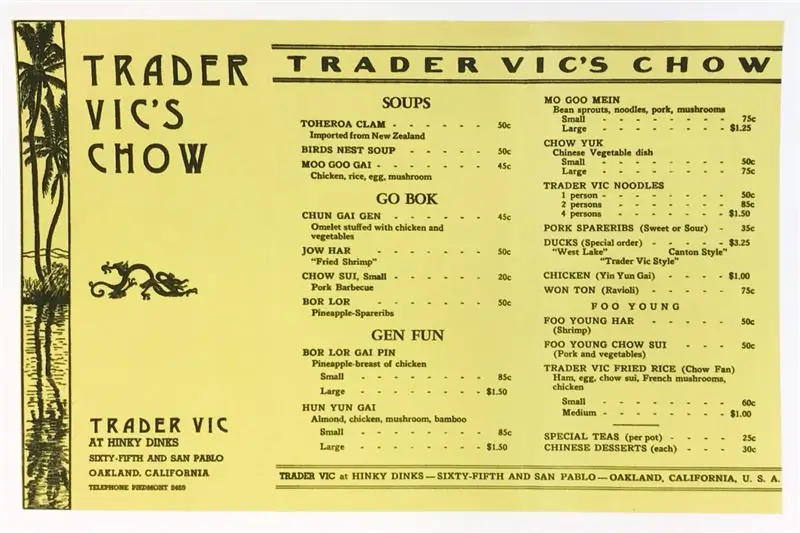 TRADER
VIC'S
CHOW
TRADER VIC
AT HINKY DINKS
SIXTY-FIFTH AND SAN PABLO
OAKLAND, CALIFORNIA
TELEPHONE PIEDMONT 8489
TRADER VIC'S CHOW
SOUPS
TOHEROA CLAM - - - - - - 50c
Imported from New Zealand
BIRDS NEST SOUP - - - - - 50c
MOO GOO GAI - - - - - - 45c
Chicken, rice, egg, mushroom
GO BOK
CHUN GAI GEN - - - - - - 45c
Omelet stuffed with chicken and
vegetables
JOW HAR - - - - - - - 50c
"Fried Shrimp"
CHOW SUI, Small - - - - - - 20c
Pork Barbecue
BOR LOR - - - - - - - 50c
Pineapple-Spareribs
GEN FUN
BOR LOR GAI PIN
Pineapple-breast of chicken
Small - - - - - - - 85c
Large - - - - - - - $1.50
HUN YUN GAI
Almond, chicken, mushroom, bamboo
Small - - - - - - - 85c
Large - - - - - - - $1.50
MO GOO MEIN
Bean sprouts, noodles, pork, mushrooms
Small - - - - - - - 75c
Large - - - - - - - $1.25
CHOW YUK
Chinese Vegetable dish
Small - - - - - - - 50c
Large - - - - - - - 75c
TRADER VIC NOODLES
1 person - - - - - - - 50c
2 persons - - - - - - - 85c
4 persons - - - - - - - $1.50
PORK SPARERIBS (Sweet or Sour) - 35c
DUCKS (Special order) - - - - - $3.25
"West Lake" Canton Style"
"Trader Vic Style"
CHICKEN (Yin Yun Gai) - - - - $1.00
WON TON (Ravioli) - - - - - 75c
FOO YOUNG
FOO YOUNG HAR - - - - - 50c
(Shrimp)
FOO YOUNG CHOW SUI - - - - 50c
(Pork and vegetables)
TRADER VIC FRIED RICE (Chow Fan)
Ham, egg, chow sui, French mushrooms,
chicken
Small - - - - - - - 60c
Medium - - - - - - - $1.00
SPECIAL TEAS (per pot) - - - - 25c
CHINESE DESSERTS (each) - - - - 30c
TRADER VIC at HINKY DINKS—SIXTY-FIFTH AND SAN PABLO—OAKLAND, CALIFORNIA, U. S. A.